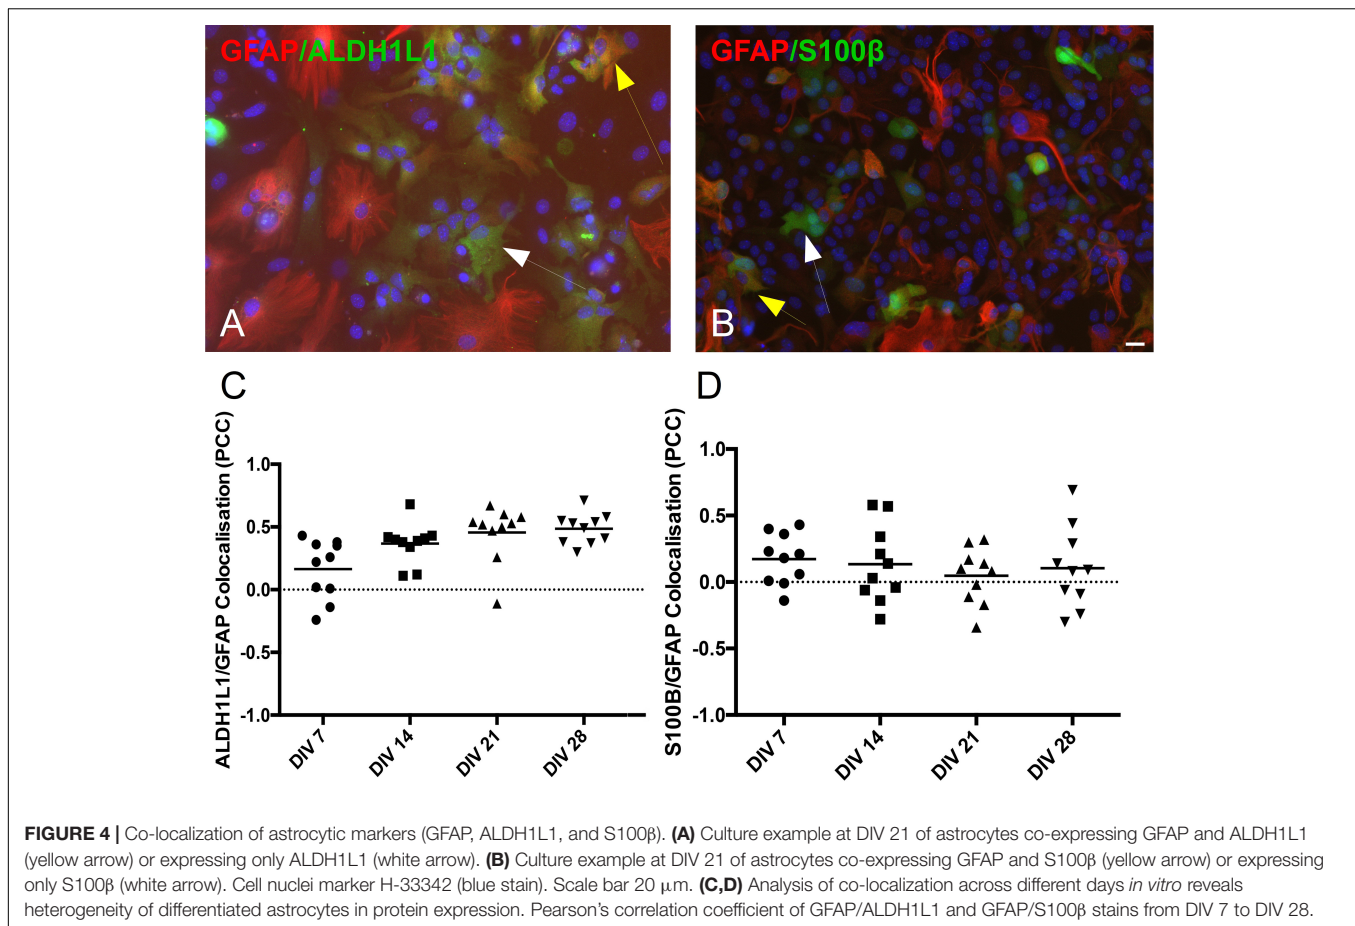 GFAP/ALDH1L1
A
GFAP/S100β
B
C
ALDH1L1/GFAP Colocalisation (PCC)
1.0
0.5
0.0
-0.5
-1.0
DIV 7
DIV 14
DIV 21
DIV 28
D
S100B/GFAP Colocalisation (PCC)
1.0
0.5
0.0
-0.5
-1.0
DIV 7
DIV 14
DIV 21
DIV 28
FIGURE 4 | Co-localization of astrocytic markers (GFAP, ALDH1L1, and S100β). (A) Culture example at DIV 21 of astrocytes co-expressing GFAP and ALDH1L1
(yellow arrow) or expressing only ALDH1L1 (white arrow). (B) Culture example at DIV 21 of astrocytes co-expressing GFAP and S100β (yellow arrow) or expressing
only S100β (white arrow). Cell nuclei marker H-33342 (blue stain). Scale bar 20 μm. (C,D) Analysis of co-localization across different days in vitro reveals
heterogeneity of differentiated astrocytes in protein expression. Pearson's correlation coefficient of GFAP/ALDH1L1 and GFAP/S100β stains from DIV 7 to DIV 28.